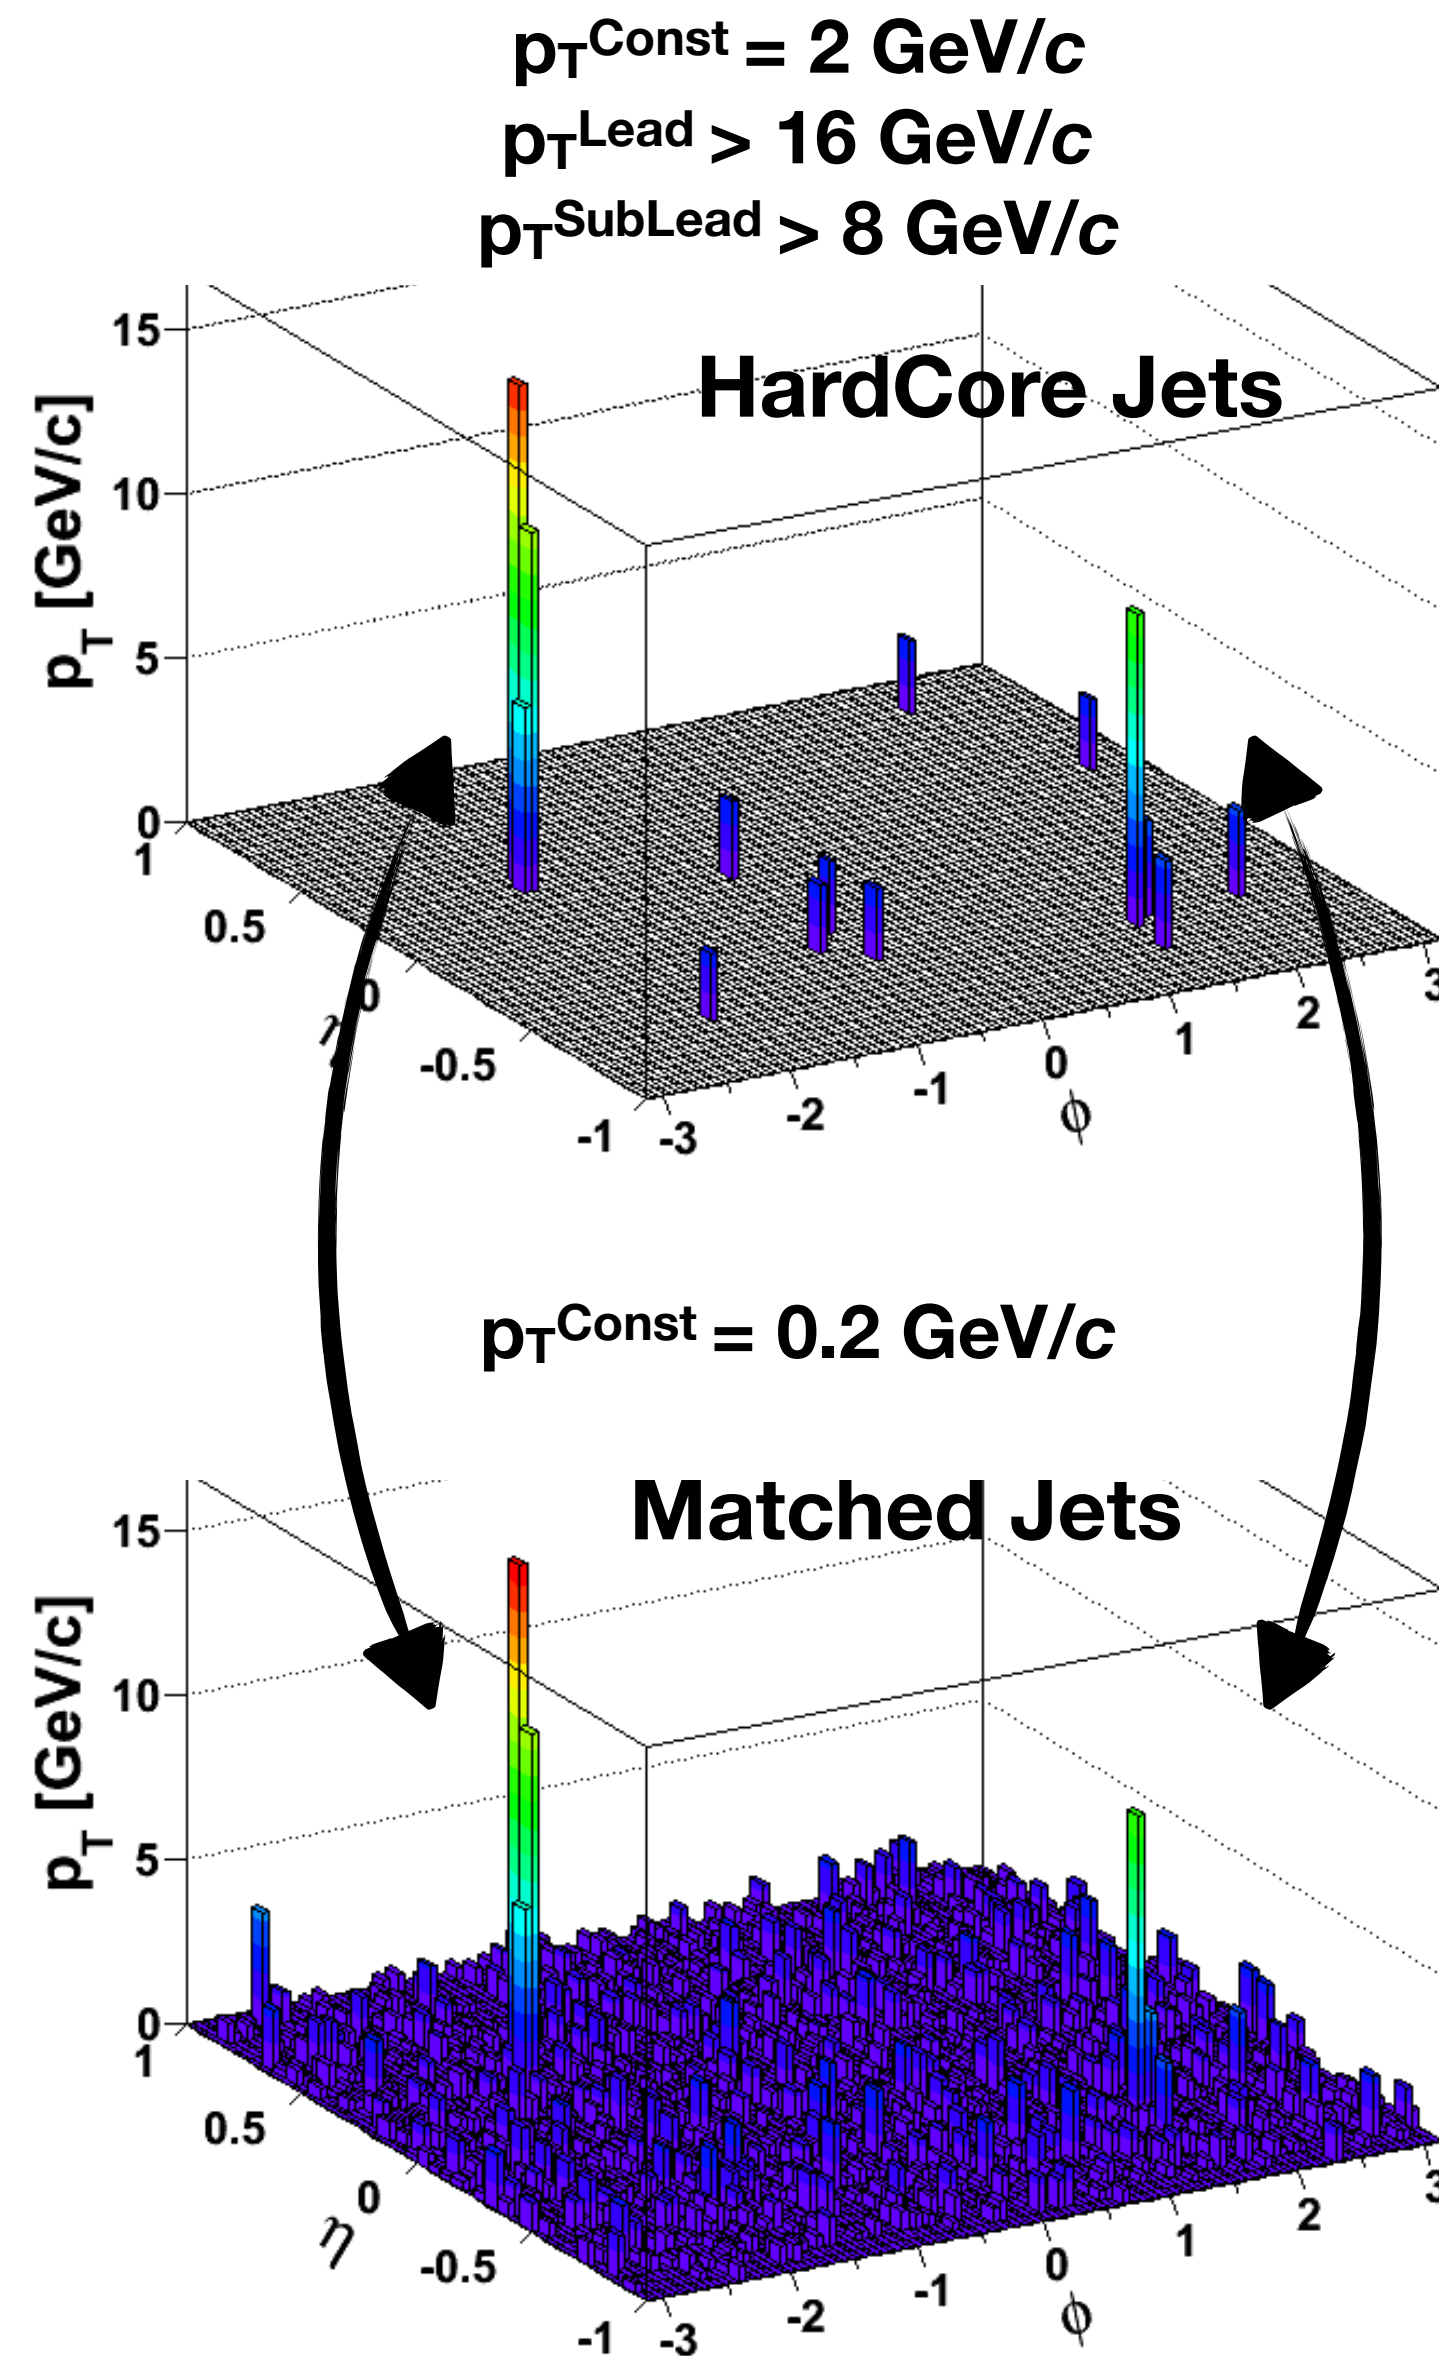 pTConst = 2 GeV/c
pTLead > 16 GeV/c
pTSubLead > 8 GeV/c
HardCore Jets
pT [GeV/c]
15
10
5
0
1
0.5
0
η
-0.5
-1
-3
-2
-1
0
1
2
3
ϕ
pTConst = 0.2 GeV/c
Matched Jets
pT [GeV/c]
15
10
5
0
1
0.5
0
η
-0.5
-1
-3
-2
-1
0
1
2
3
ϕ